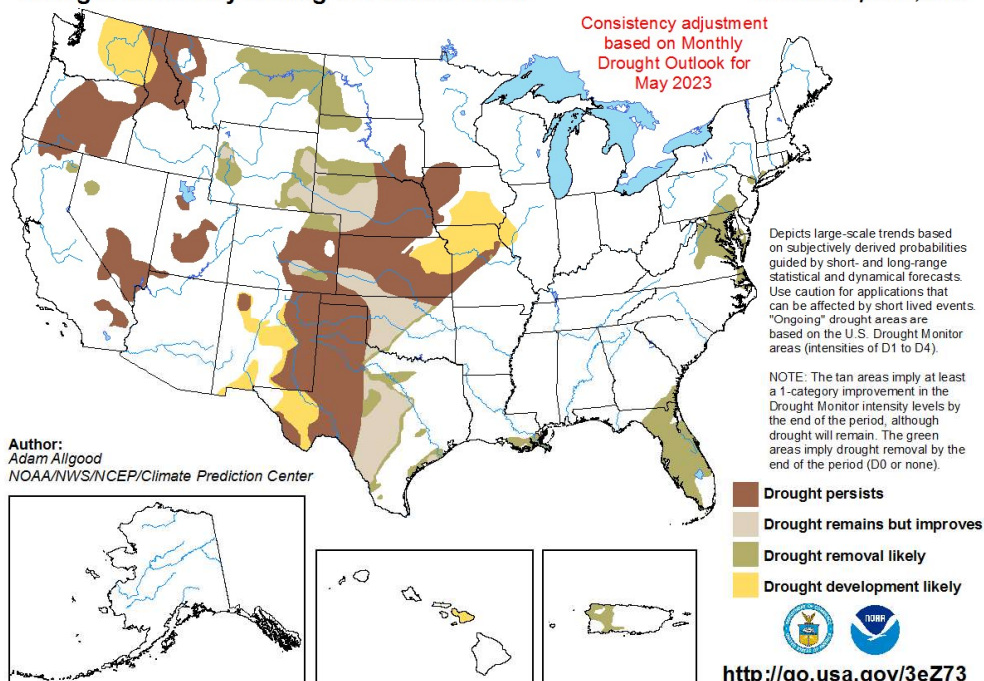 Consistency adjustment
based on Monthly
Drought Outlook for
May 2023
Depicts large-scale trends based
on subjectively derived probabilities
guided by short- and long-range
statistical and dynamical forecasts.
Use caution for applications that
can be affected by short lived events.
"Ongoing" drought areas are
based on the U.S. Drought Monitor
areas (intensities of D1 to D4).
NOTE: The tan areas imply at least
a 1-category improvement in the
Drought Monitor intensity levels by
the end of the period, although
drought will remain. The green
areas imply drought removal by the
end of the period (D0 or none).
Author:
Adam Allgood
NOAA/NWS/NCEP/Climate Prediction Center
Drought persists
Drought remains but improves
Drought removal likely
Drought development likely
NOAA
http://go.usa.gov/3eZ73